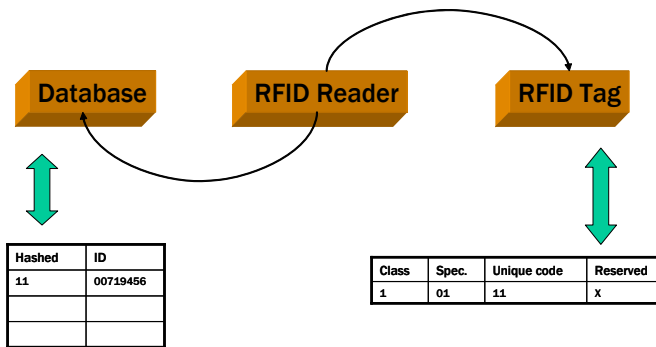 Database
RFID Reader
RFID Tag
Hashed ID
11 00719456
Class Spec. Unique code Reserved
1 01 11 X